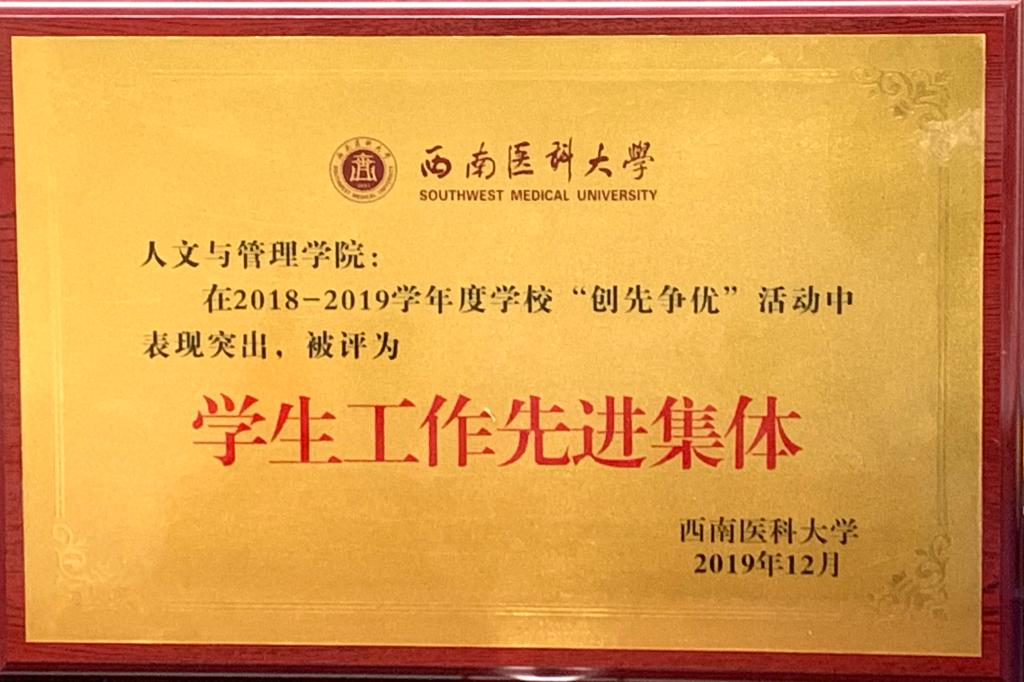 西南医科大学
SOUTHWEST MEDICAL UNIVERSITY
人文与管理学院：
在2018-2019学年度学校“创先争优”活动中
表现突出，被评为
学生工作先进集体
西南医科大学
2019年12月